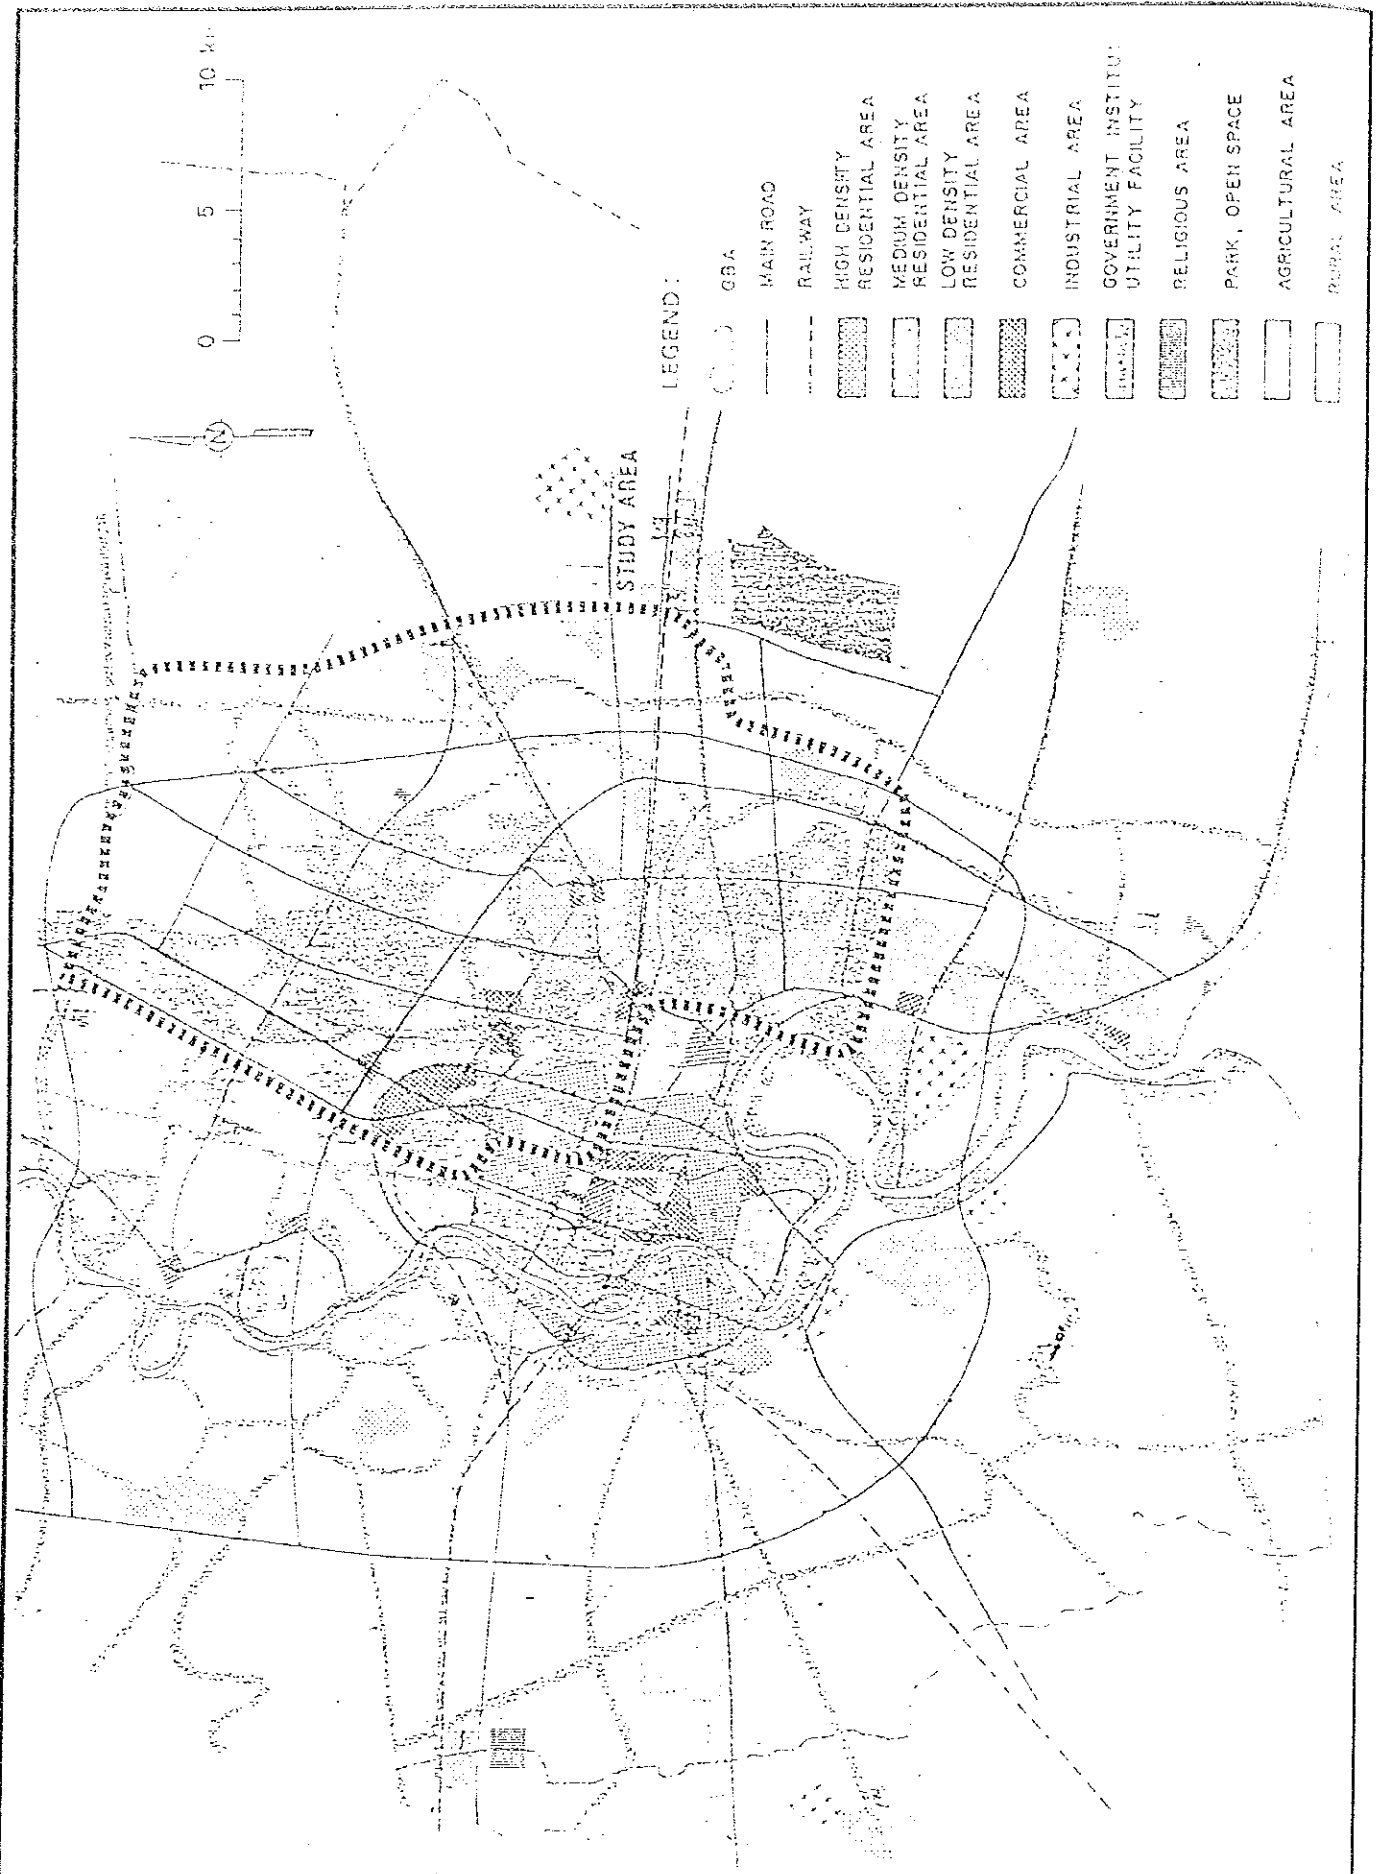 0 5 10 km
N
STUDY AREA
LEGEND:
GBA
MAIN ROAD
RAILWAY
HIGH DENSITY
RESIDENTIAL AREA
MEDIUM DENSITY
RESIDENTIAL AREA
LOW DENSITY
RESIDENTIAL AREA
COMMERCIAL AREA
INDUSTRIAL AREA
GOVERNMENT INSTITU
UTILITY FACILITY
RELIGIOUS AREA
PARK, OPEN SPACE
AGRICULTURAL AREA
RURAL AREA